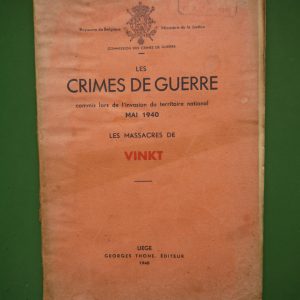 Royaume de Belgique Ministère de la Justice
COMMISSION DES CRIMES DE GUERRE
LES
CRIMES DE GUERRE
commis lors de l'invasion du territoire national
MAI 1940
LES MASSACRES DE
VINKT
LIEGE
GEORGES THONE, ÉDITEUR
1948